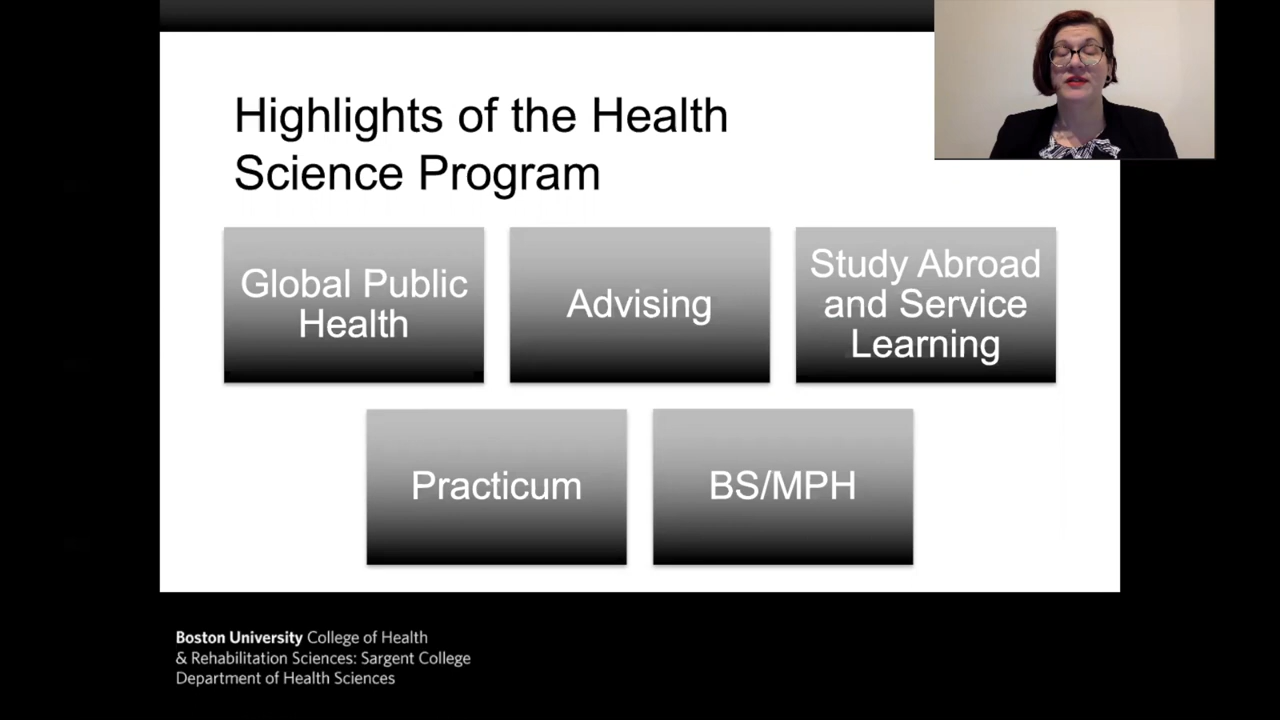 Highlights of the Health
Science Program
Global Public
Health
Advising
Study Abroad
and Service
Learning
Practicum
BS/MPH
Boston University College of Health
& Rehabilitation Sciences: Sargent College
Department of Health Sciences